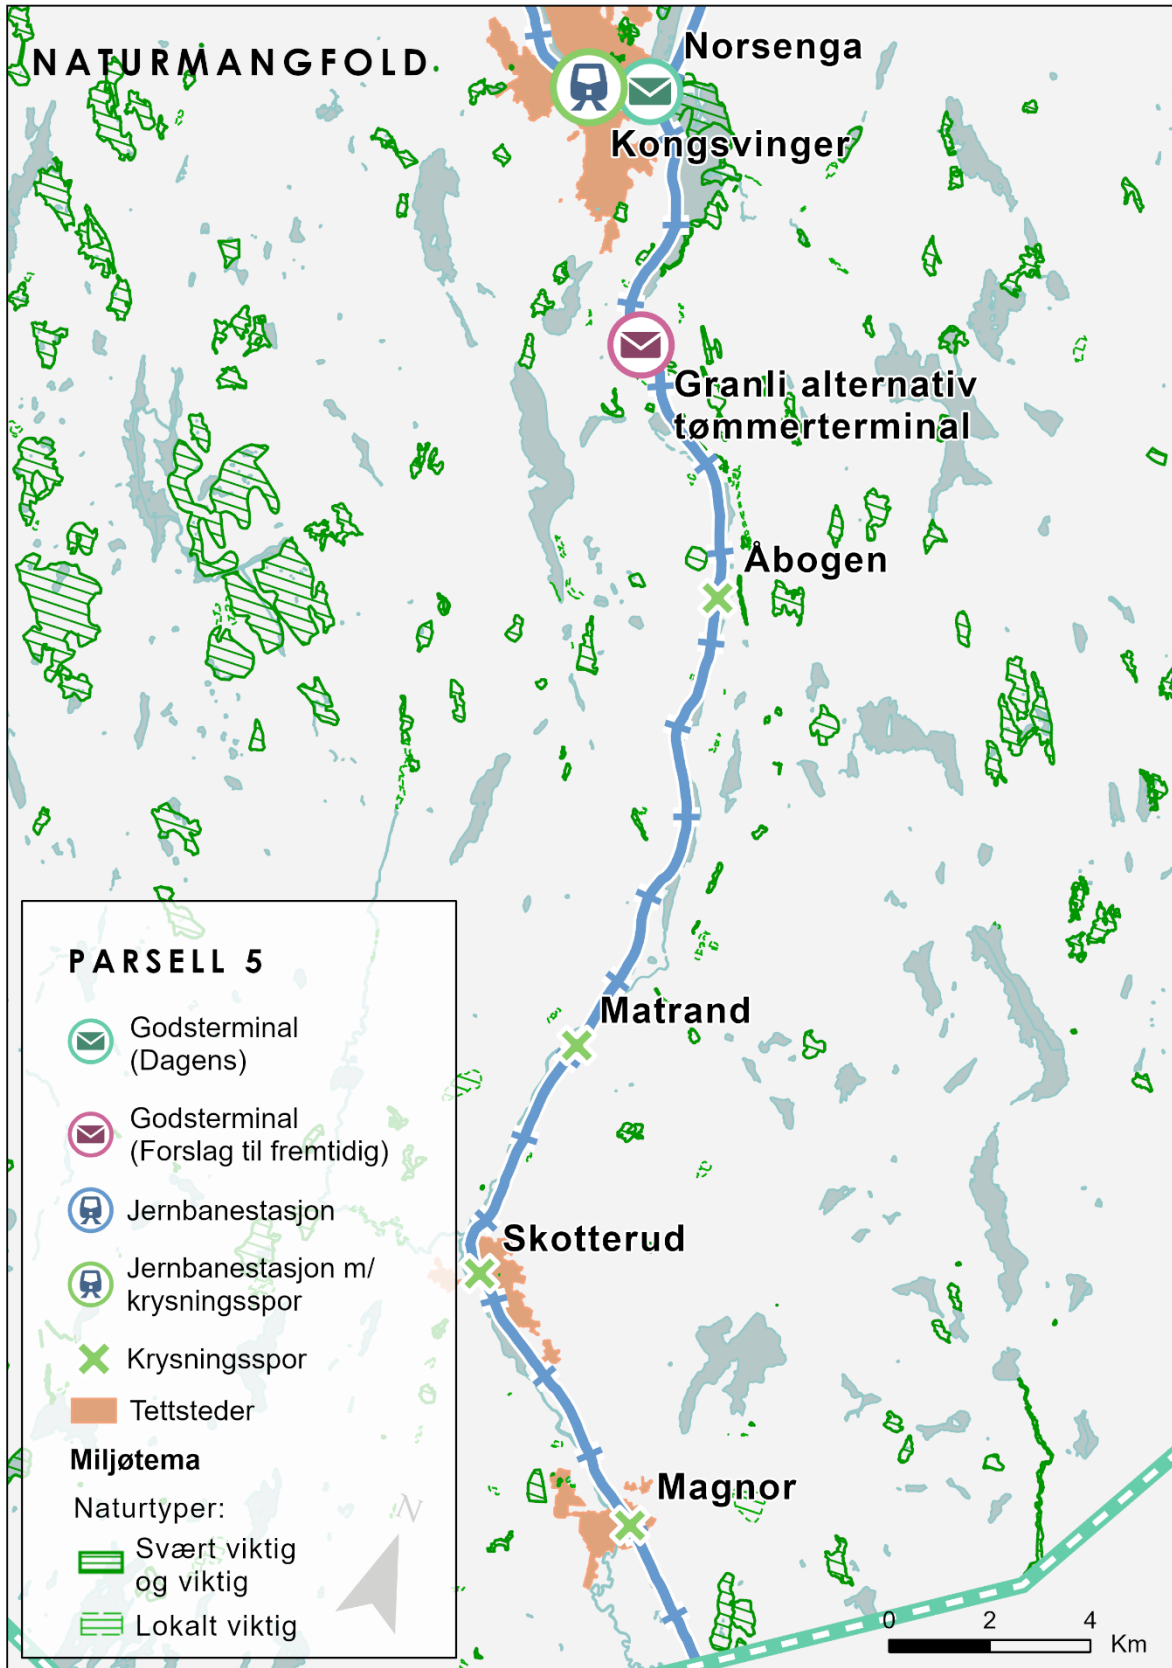 NATURMANGFOLD
Norsenga
Kongsvinger
Granli alternativ
tømmerterminal
Åbogen
Matrand
Skotterud
Magnor
PARSELL 5
Godsterminal
(Dagens)
Godsterminal
(Forslag til fremtidig)
Jernbanestasjon
Jernbanestasjon m/
krysningsspor
Krysningsspor
Tettsteder
Miljøtema
Naturtyper:
Svært viktig
og viktig
Lokalt viktig
N
0 2 4
Km